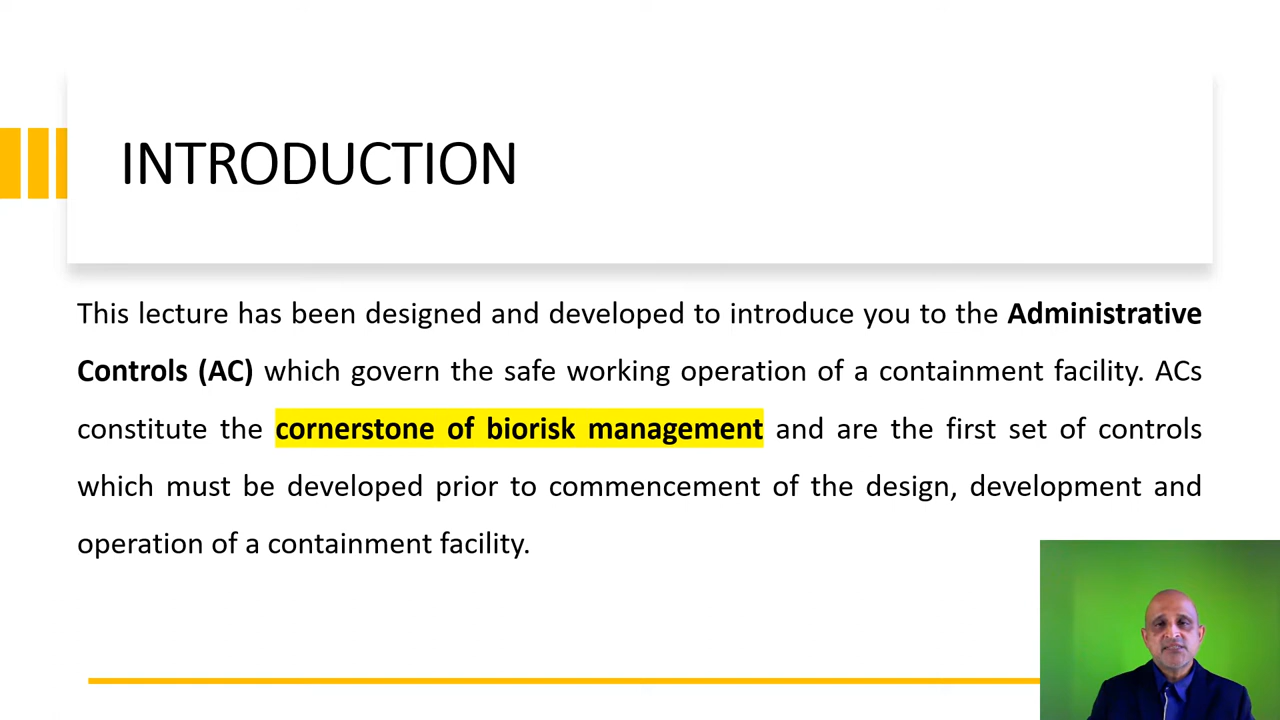 INTRODUCTION
This lecture has been designed and developed to introduce you to the Administrative
Controls (AC) which govern the safe working operation of a containment facility. ACs
constitute the cornerstone of biorisk management and are the first set of controls
which must be developed prior to commencement of the design, development and
operation of a containment facility.